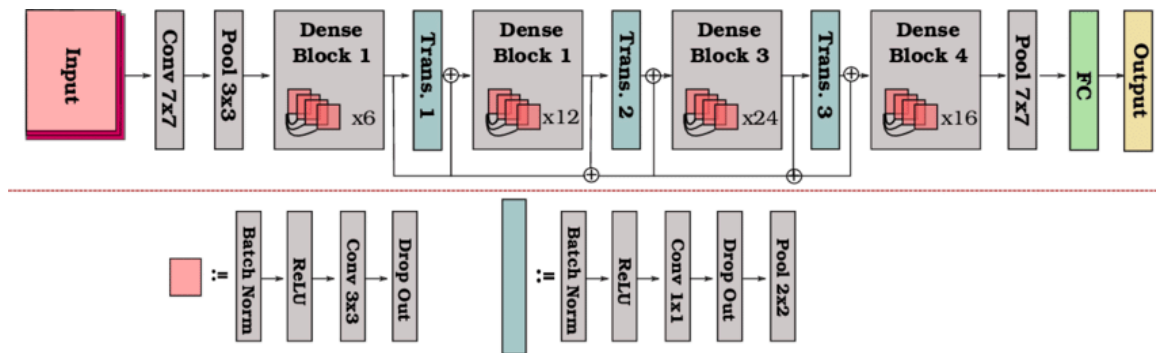 Input
Conv 7x7
Pool 3x3
Dense
Block 1
x6
Trans. 1
Dense
Block 1
x12
Trans. 2
Dense
Block 3
x24
Trans. 3
Dense
Block 4
x16
Pool 7x7
FC
Output
::=
Batch Norm
ReLU
Conv 3x3
Drop Out
::=
Batch Norm
ReLU
Conv 1x1
Drop Out
Pool 2x2